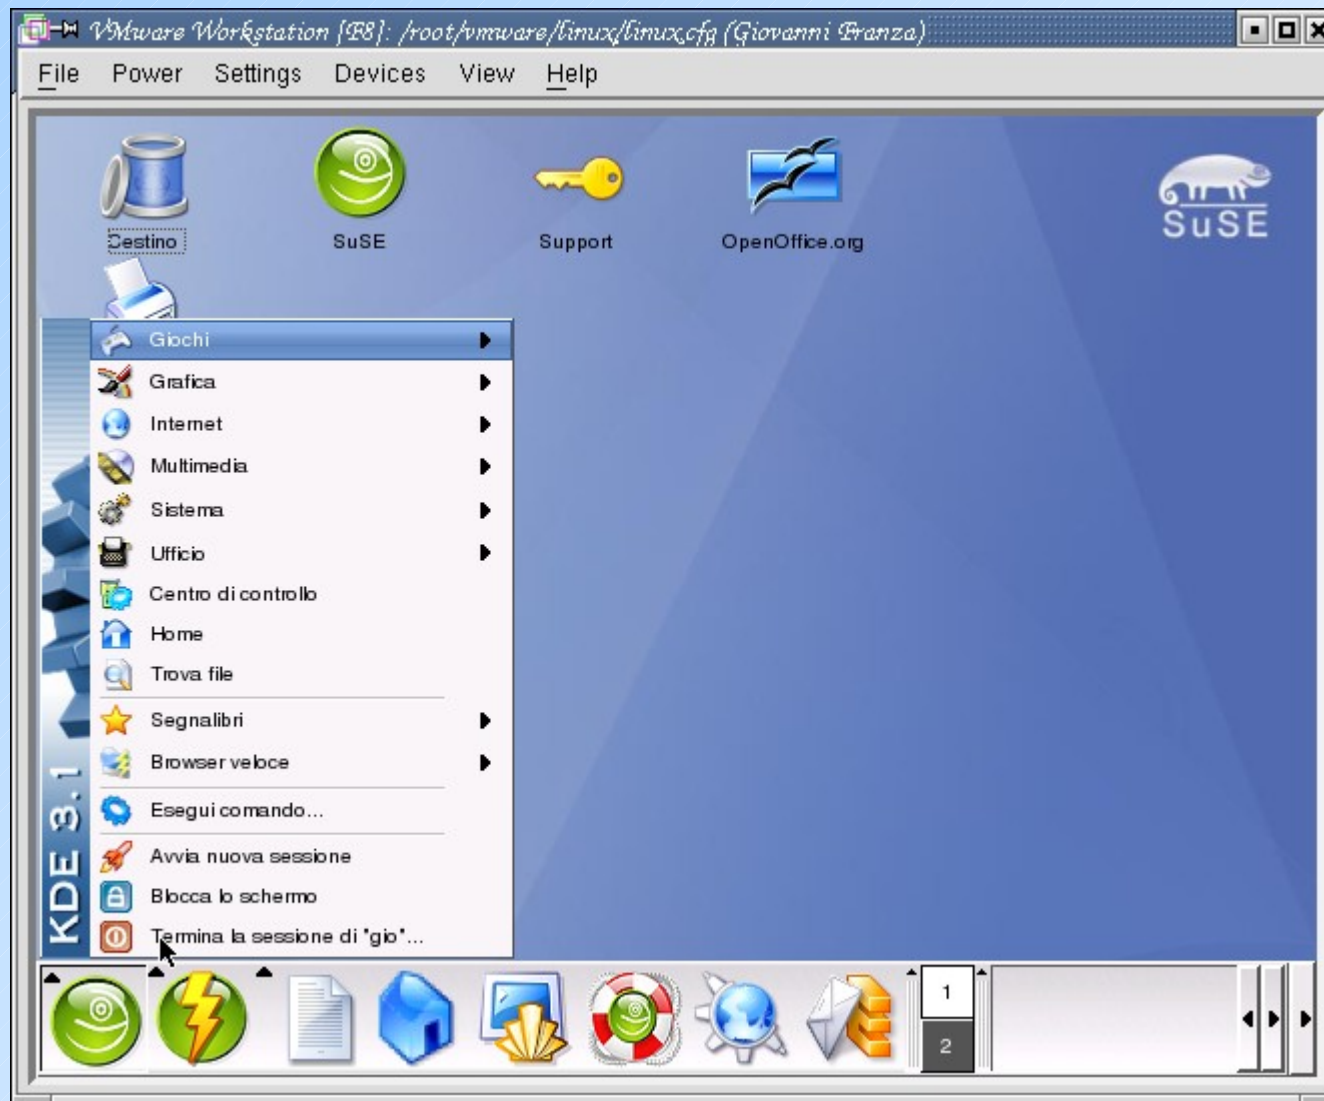 VMware Workstation [F8]: /root/vmware/linux/linux.cfg (Giovanni Franza)
File Power Settings Devices View Help
Cestino SuSE Support OpenOffice.org SuSE
Giochi
Grafica
Internet
Multimedia
Sistema
Ufficio
Centro di controllo
Home
Trova file
Segnalibri
Browser veloce
Esegui comando...
Avvia nuova sessione
Blocca lo schermo
Termina la sessione di "gio"...
KDE 3.1
1
2